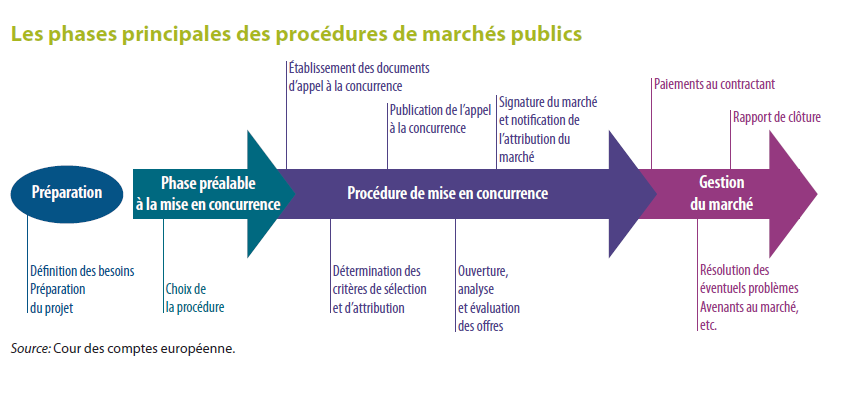 Les phases principales des procédures de marchés publics
Établissement des documents
d'appel à la concurrence
Publication de l'appel
à la concurrence
Signature du marché
et notification de
l'attribution du
marché
Paiements au contractant
Rapport de clôture
Préparation
Phase préalable
à la mise en concurrence
Procédure de mise en concurrence
Gestion
du marché
Définition des besoins
Préparation
du projet
Choix de
la procédure
Détermination des
critères de sélection
et d'attribution
Ouverture,
analyse
et évaluation
des offres
Résolution des
éventuels problèmes
Avenants au marché,
etc.
Source: Cour des comptes européenne.